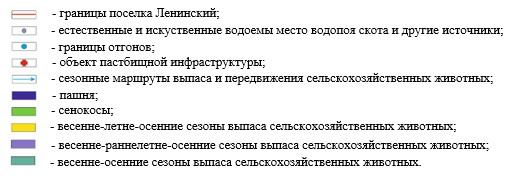 - границы поселка Ленинский;
- естественные и искуственные водоемы место водопоя скота и другие источники;
- границы отгонов;
- объект пастбищной инфраструктуры;
- сезонные маршруты выпаса и передвижения сельскохозяйственных животных;
- пашня;
- сенокосы;
- весенне-летне-осенние сезоны выпаса сельскохозяйственных животных;
- весенне-раннелетне-осенние сезоны выпаса сельскохозяйственных животных;
- весенне-осенние сезоны выпаса сельскохозяйственных животных.